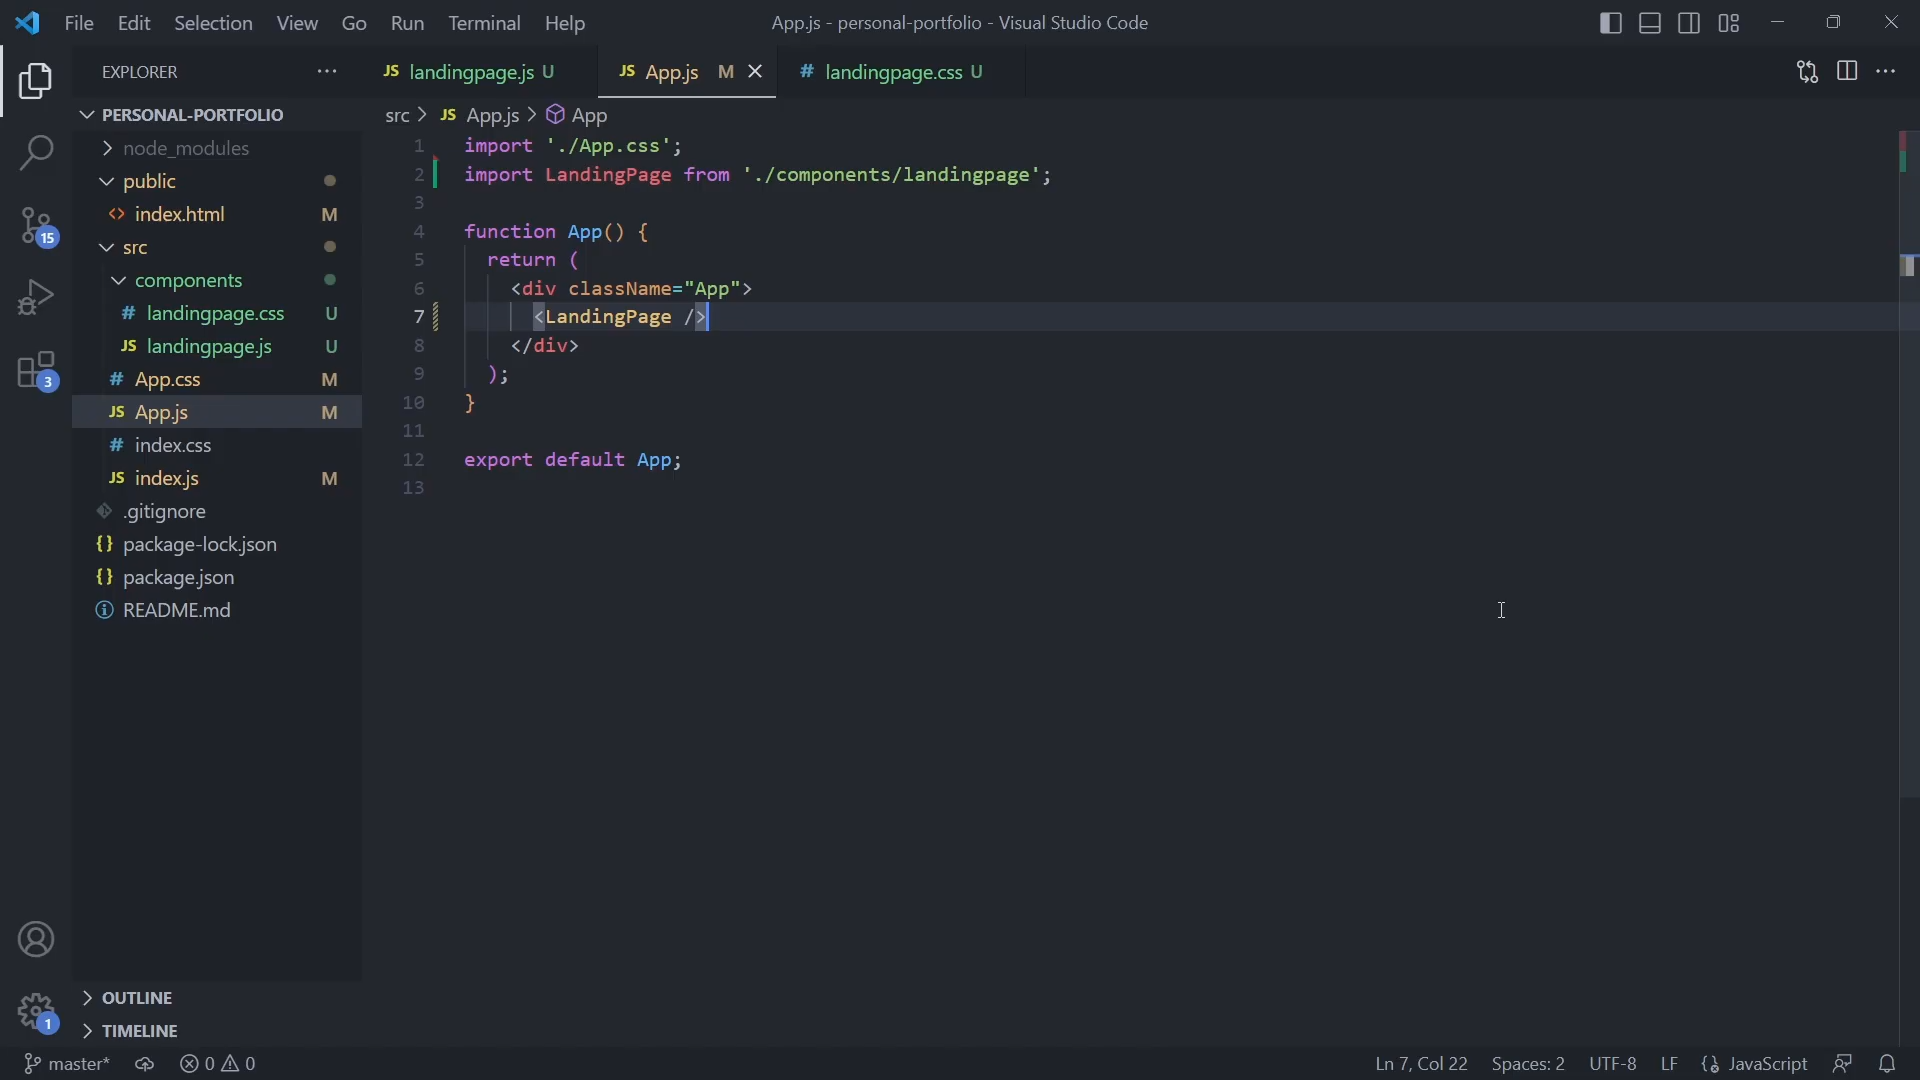 File Edit Selection View Go Run Terminal Help App.js - personal-portfolio - Visual Studio Code
EXPLORER ···
JS landingpage.js U JS App.js M # landingpage.css U
PERSONAL-PORTFOLIO
node_modules
public
<> index.html M
src
components
# landingpage.css U
JS landingpage.js U
# App.css M
JS App.js M
# index.css
JS index.js M
.gitignore
{} package-lock.json
{} package.json
README.md
OUTLINE
TIMELINE
15
3
1
src > JS App.js > App
1 import './App.css';
2 import LandingPage from './components/landingpage';
3
4 function App() {
5 return (
6 <div className="App">
7 <LandingPage />
8 </div>
9 );
10 }
11
12 export default App;
13
master* 0 0 Ln 7, Col 22 Spaces: 2 UTF-8 LF {} JavaScript